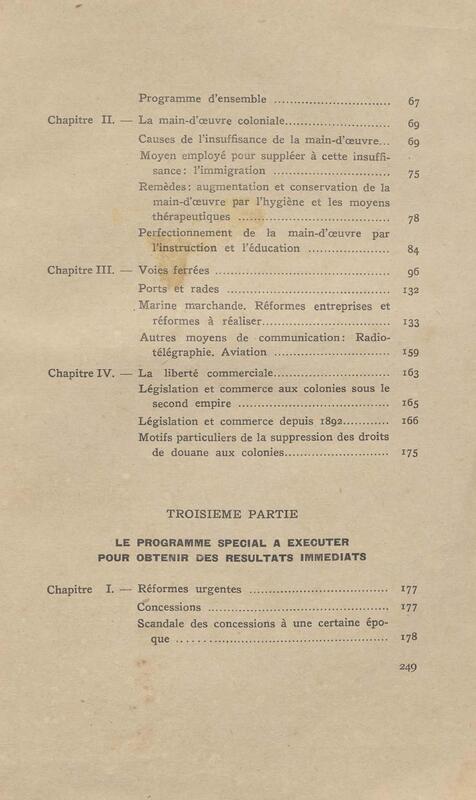 Programme d'ensemble ............................ 67
Chapitre II. — La main-d'œuvre coloniale.................. 69
Causes de l'insuffisance de la main-d'œuvre... 69
Moyen employé pour suppléer à cette insuffi-
sance: l'immigration ............................ 75
Remèdes: augmentation et conservation de la
main-d'œuvre par l'hygiène et les moyens
thérapeutiques .................................... 78
Perfectionnement de la main-d'œuvre par
l'instruction et l'éducation .................... 84
Chapitre III. — Voies ferrées .......................................... 96
Ports et rades ........................................ 132
Marine marchande. Réformes entreprises et
réformes à réaliser............................... 133
Autres moyens de communication: Radio-
télégraphie. Aviation ............................ 159
Chapitre IV. — La liberté commerciale............................ 163
Législation et commerce aux colonies sous le
second empire .................................... 165
Législation et commerce depuis 1892........... 166
Motifs particuliers de la suppression des droits
de douane aux colonies......................... 175
TROISIEME PARTIE
LE PROGRAMME SPECIAL A EXECUTER
POUR OBTENIR DES RESULTATS IMMEDIATS
Chapitre I. — Réformes urgentes .................................. 177
Concessions ........................................... 177
Scandale des concessions à une certaine épo-
que .................................................. 178
249